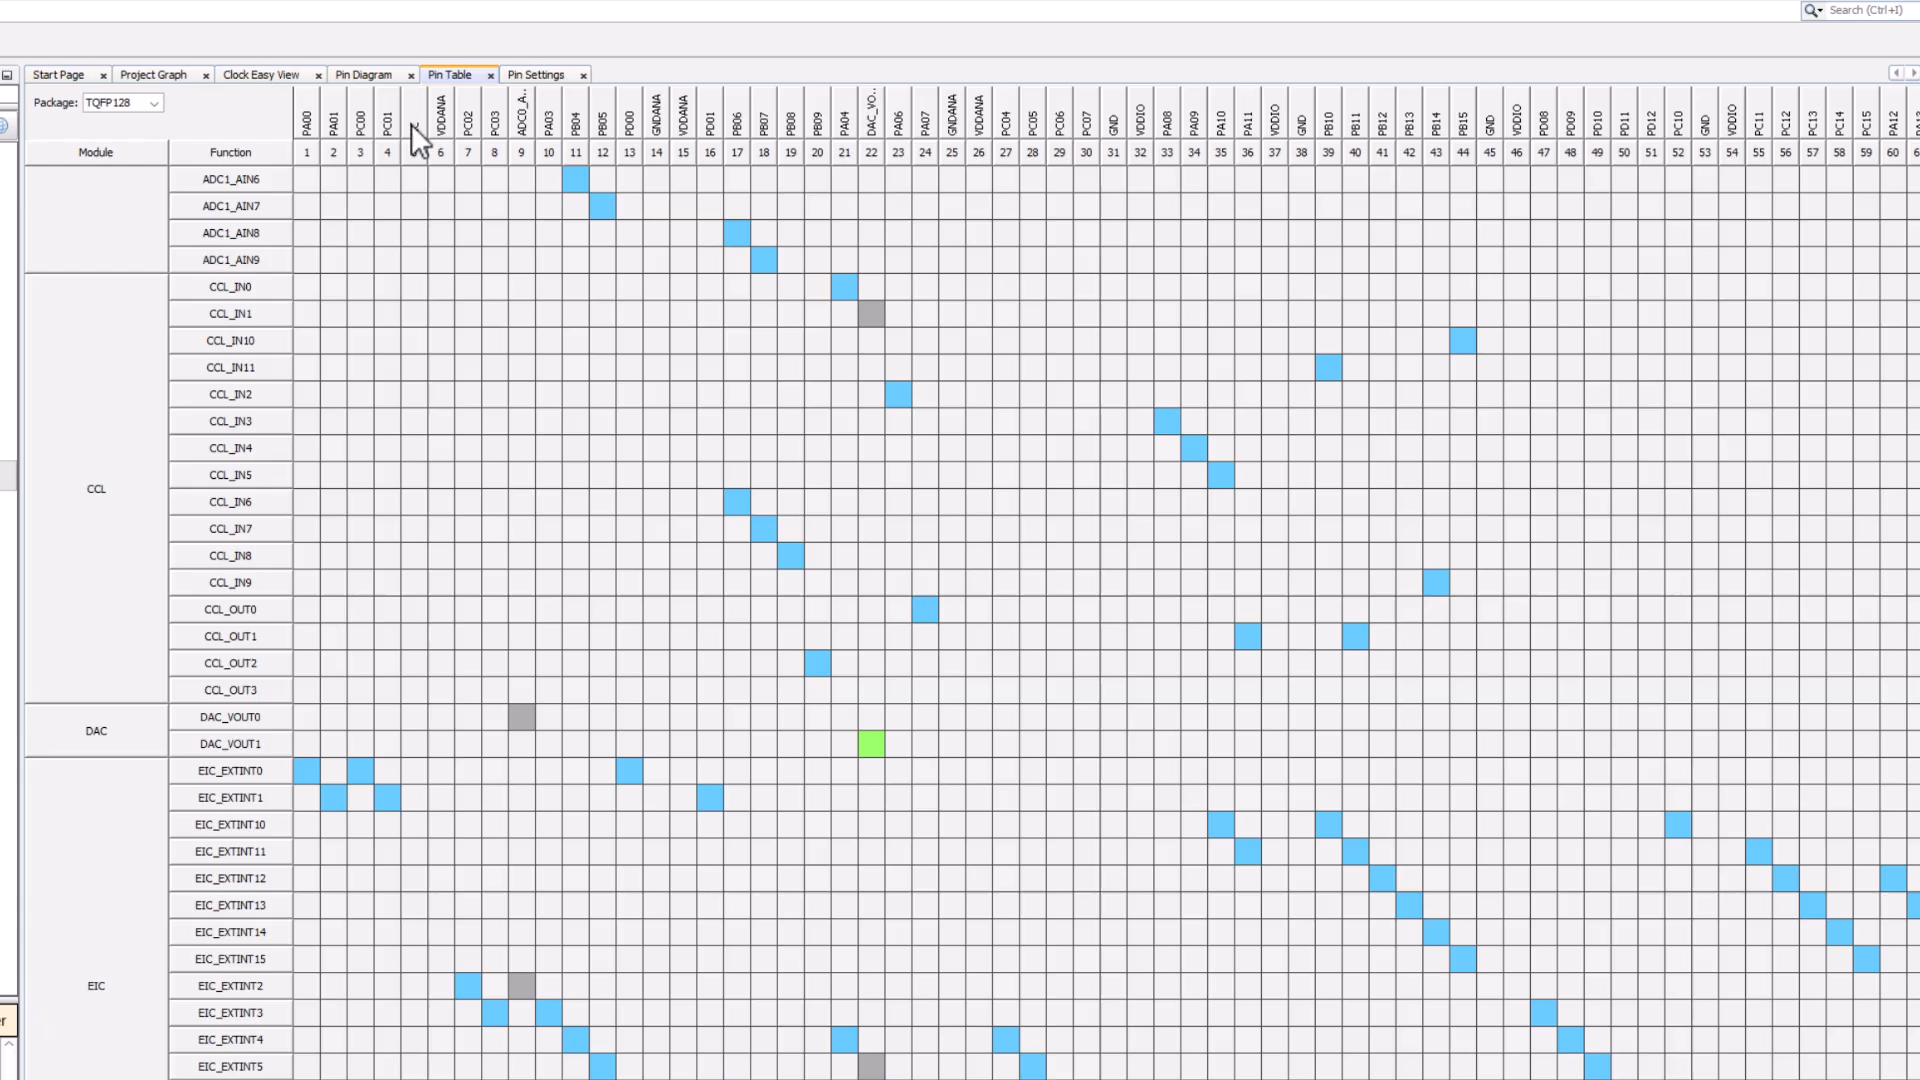 Search (Ctrl+I)
Start Page Project Graph Clock Easy View Pin Diagram Pin Table Pin Settings
Package: TQFP128
PA00 PA01 PC00 PC01 VDDANA PC02 PC03 ADC0_A... PA03 PB04 PB05 PD00 GNDANA VDDANA PD01 PB06 PB07 PB08 PB09 PA04 DAC_VO... PA06 PA07 GNDANA VDDANA PC04 PC05 PC06 PC07 GND VDDIO PA08 PA09 PA10 PA11 VDDIO GND PB10 PB11 PB12 PB13 PB14 PB15 GND VDDIO PD08 PD09 PD10 PD11 PD12 PC10 GND VDDIO PC11 PC12 PC13 PC14 PC15 PA12
Module Function 1 2 3 4 6 7 8 9 10 11 12 13 14 15 16 17 18 19 20 21 22 23 24 25 26 27 28 29 30 31 32 33 34 35 36 37 38 39 40 41 42 43 44 45 46 47 48 49 50 51 52 53 54 55 56 57 58 59 60
ADC1_AIN6
ADC1_AIN7
ADC1_AIN8
ADC1_AIN9
CCL_IN0
CCL_IN1
CCL_IN10
CCL_IN11
CCL_IN2
CCL_IN3
CCL_IN4
CCL_IN5
CCL
CCL_IN6
CCL_IN7
CCL_IN8
CCL_IN9
CCL_OUT0
CCL_OUT1
CCL_OUT2
CCL_OUT3
DAC_VOUT0
DAC
DAC_VOUT1
EIC_EXTINT0
EIC_EXTINT1
EIC_EXTINT10
EIC_EXTINT11
EIC_EXTINT12
EIC_EXTINT13
EIC_EXTINT14
EIC_EXTINT15
EIC EIC_EXTINT2
EIC_EXTINT3
EIC_EXTINT4
EIC_EXTINT5